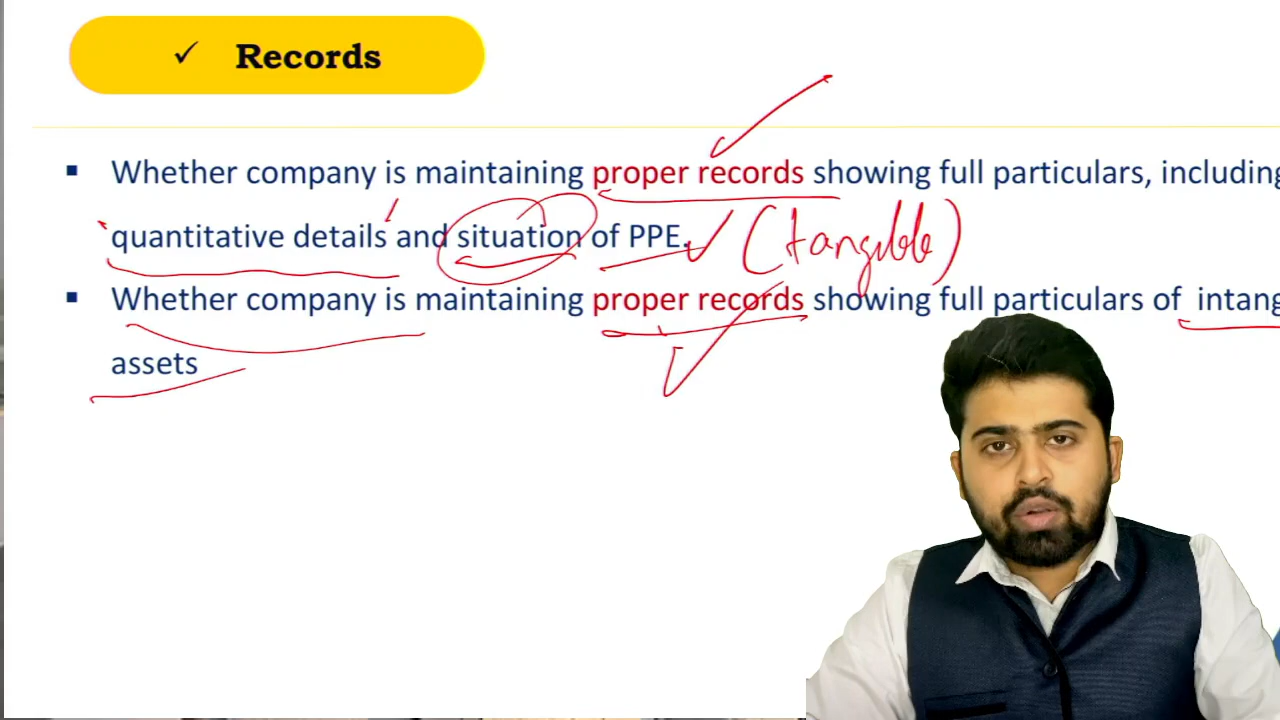 ✓ Records
▪ Whether company is maintaining proper records showing full particulars, including
quantitative details and situation of PPE. (tangible)
▪ Whether company is maintaining proper records showing full particulars of intang
assets